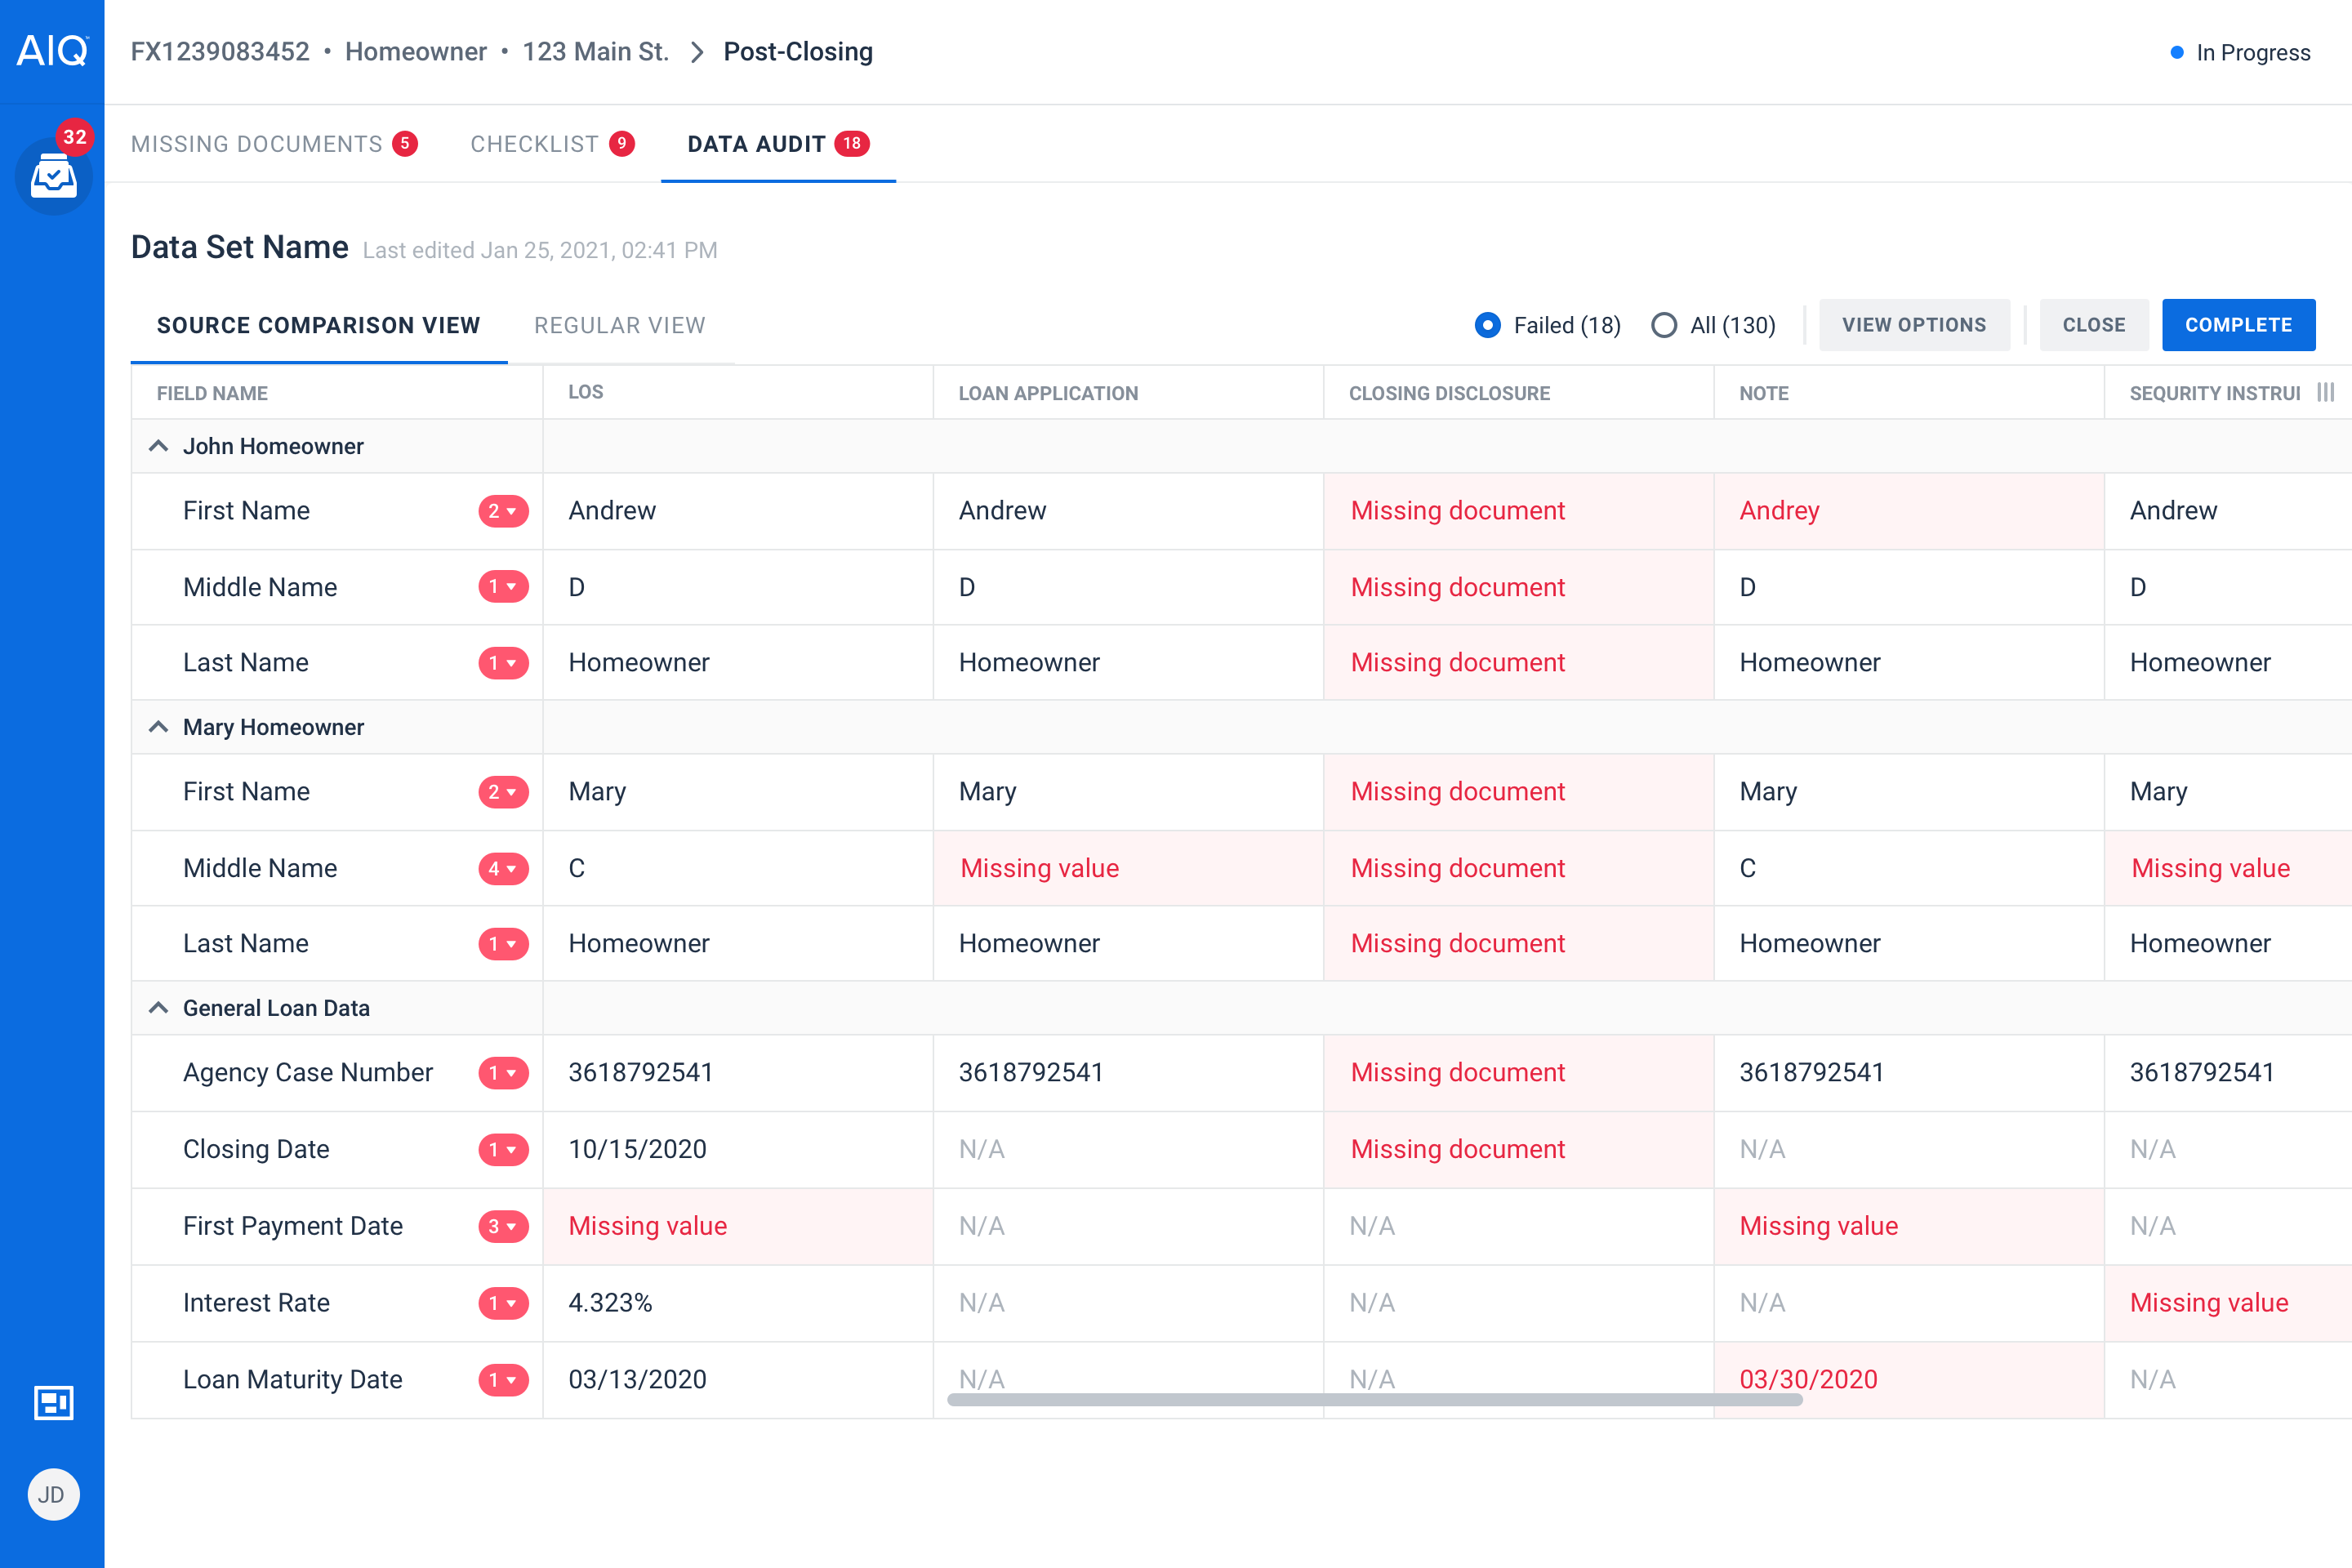 AIQ
FX1239083452 • Homeowner • 123 Main St. Post-Closing
In Progress
32
MISSING DOCUMENTS 5 CHECKLIST 9 DATA AUDIT 18
Data Set Name Last edited Jan 25, 2021, 02:41 PM
SOURCE COMPARISON VIEW REGULAR VIEW Failed (18) All (130) VIEW OPTIONS CLOSE COMPLETE
FIELD NAME LOS LOAN APPLICATION CLOSING DISCLOSURE NOTE SEQURITY INSTRUI
John Homeowner
First Name 2 Andrew Andrew Missing document Andrey Andrew
Middle Name 1 D D Missing document D D
Last Name 1 Homeowner Homeowner Missing document Homeowner Homeowner
Mary Homeowner
First Name 2 Mary Mary Missing document Mary Mary
Middle Name 4 C Missing value Missing document C Missing value
Last Name 1 Homeowner Homeowner Missing document Homeowner Homeowner
General Loan Data
Agency Case Number 1 3618792541 3618792541 Missing document 3618792541 3618792541
Closing Date 1 10/15/2020 N/A Missing document N/A N/A
First Payment Date 3 Missing value N/A N/A Missing value N/A
Interest Rate 1 4.323% N/A N/A N/A Missing value
Loan Maturity Date 1 03/13/2020 N/A N/A 03/30/2020 N/A
JD